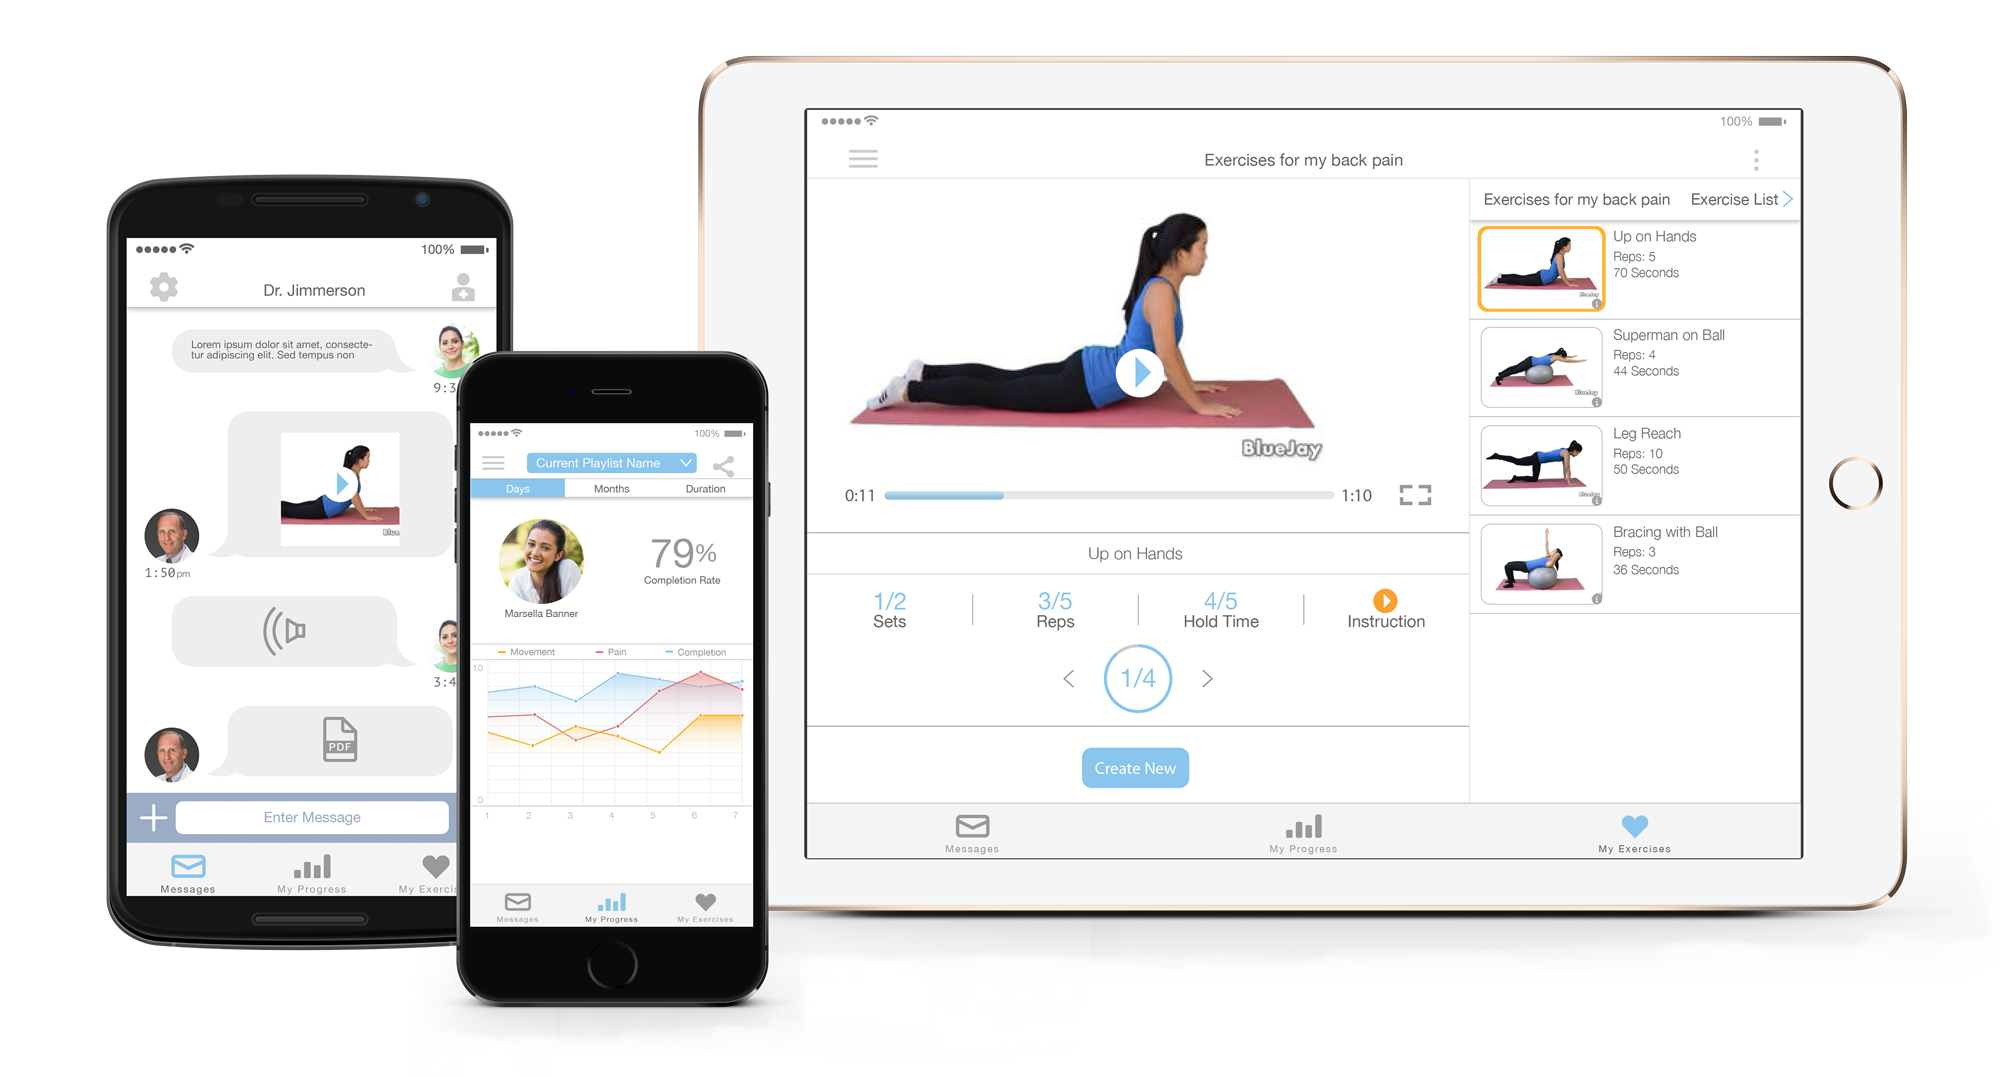 100%
Dr. Jimmerson
Lorem ipsum dolor sit amet, consecte-
tur adipiscing elit. Sed tempus non
9:3
Blue
1:50pm
3:4
PDF
Enter Message
Messages
My Progress
My Exercis
100%
Current Playlist Name
Days
Months
Duration
79%
Completion Rate
Marsella Banner
Movement
Pain
Completion
10
0
1 2 3 4 5 6 7
Messages
My Progress
My Exercises
100%
Exercises for my back pain
BlueJay
0:11
1:10
Up on Hands
1/2
Sets
3/5
Reps
4/5
Hold Time
Instruction
1/4
Create New
Exercises for my back pain
Exercise List
Up on Hands
Reps: 5
70 Seconds
BlueJay
Superman on Ball
Reps: 4
44 Seconds
BlueJay
Leg Reach
Reps: 10
50 Seconds
BlueJay
Bracing with Ball
Reps: 3
36 Seconds
Messages
My Progress
My Exercises